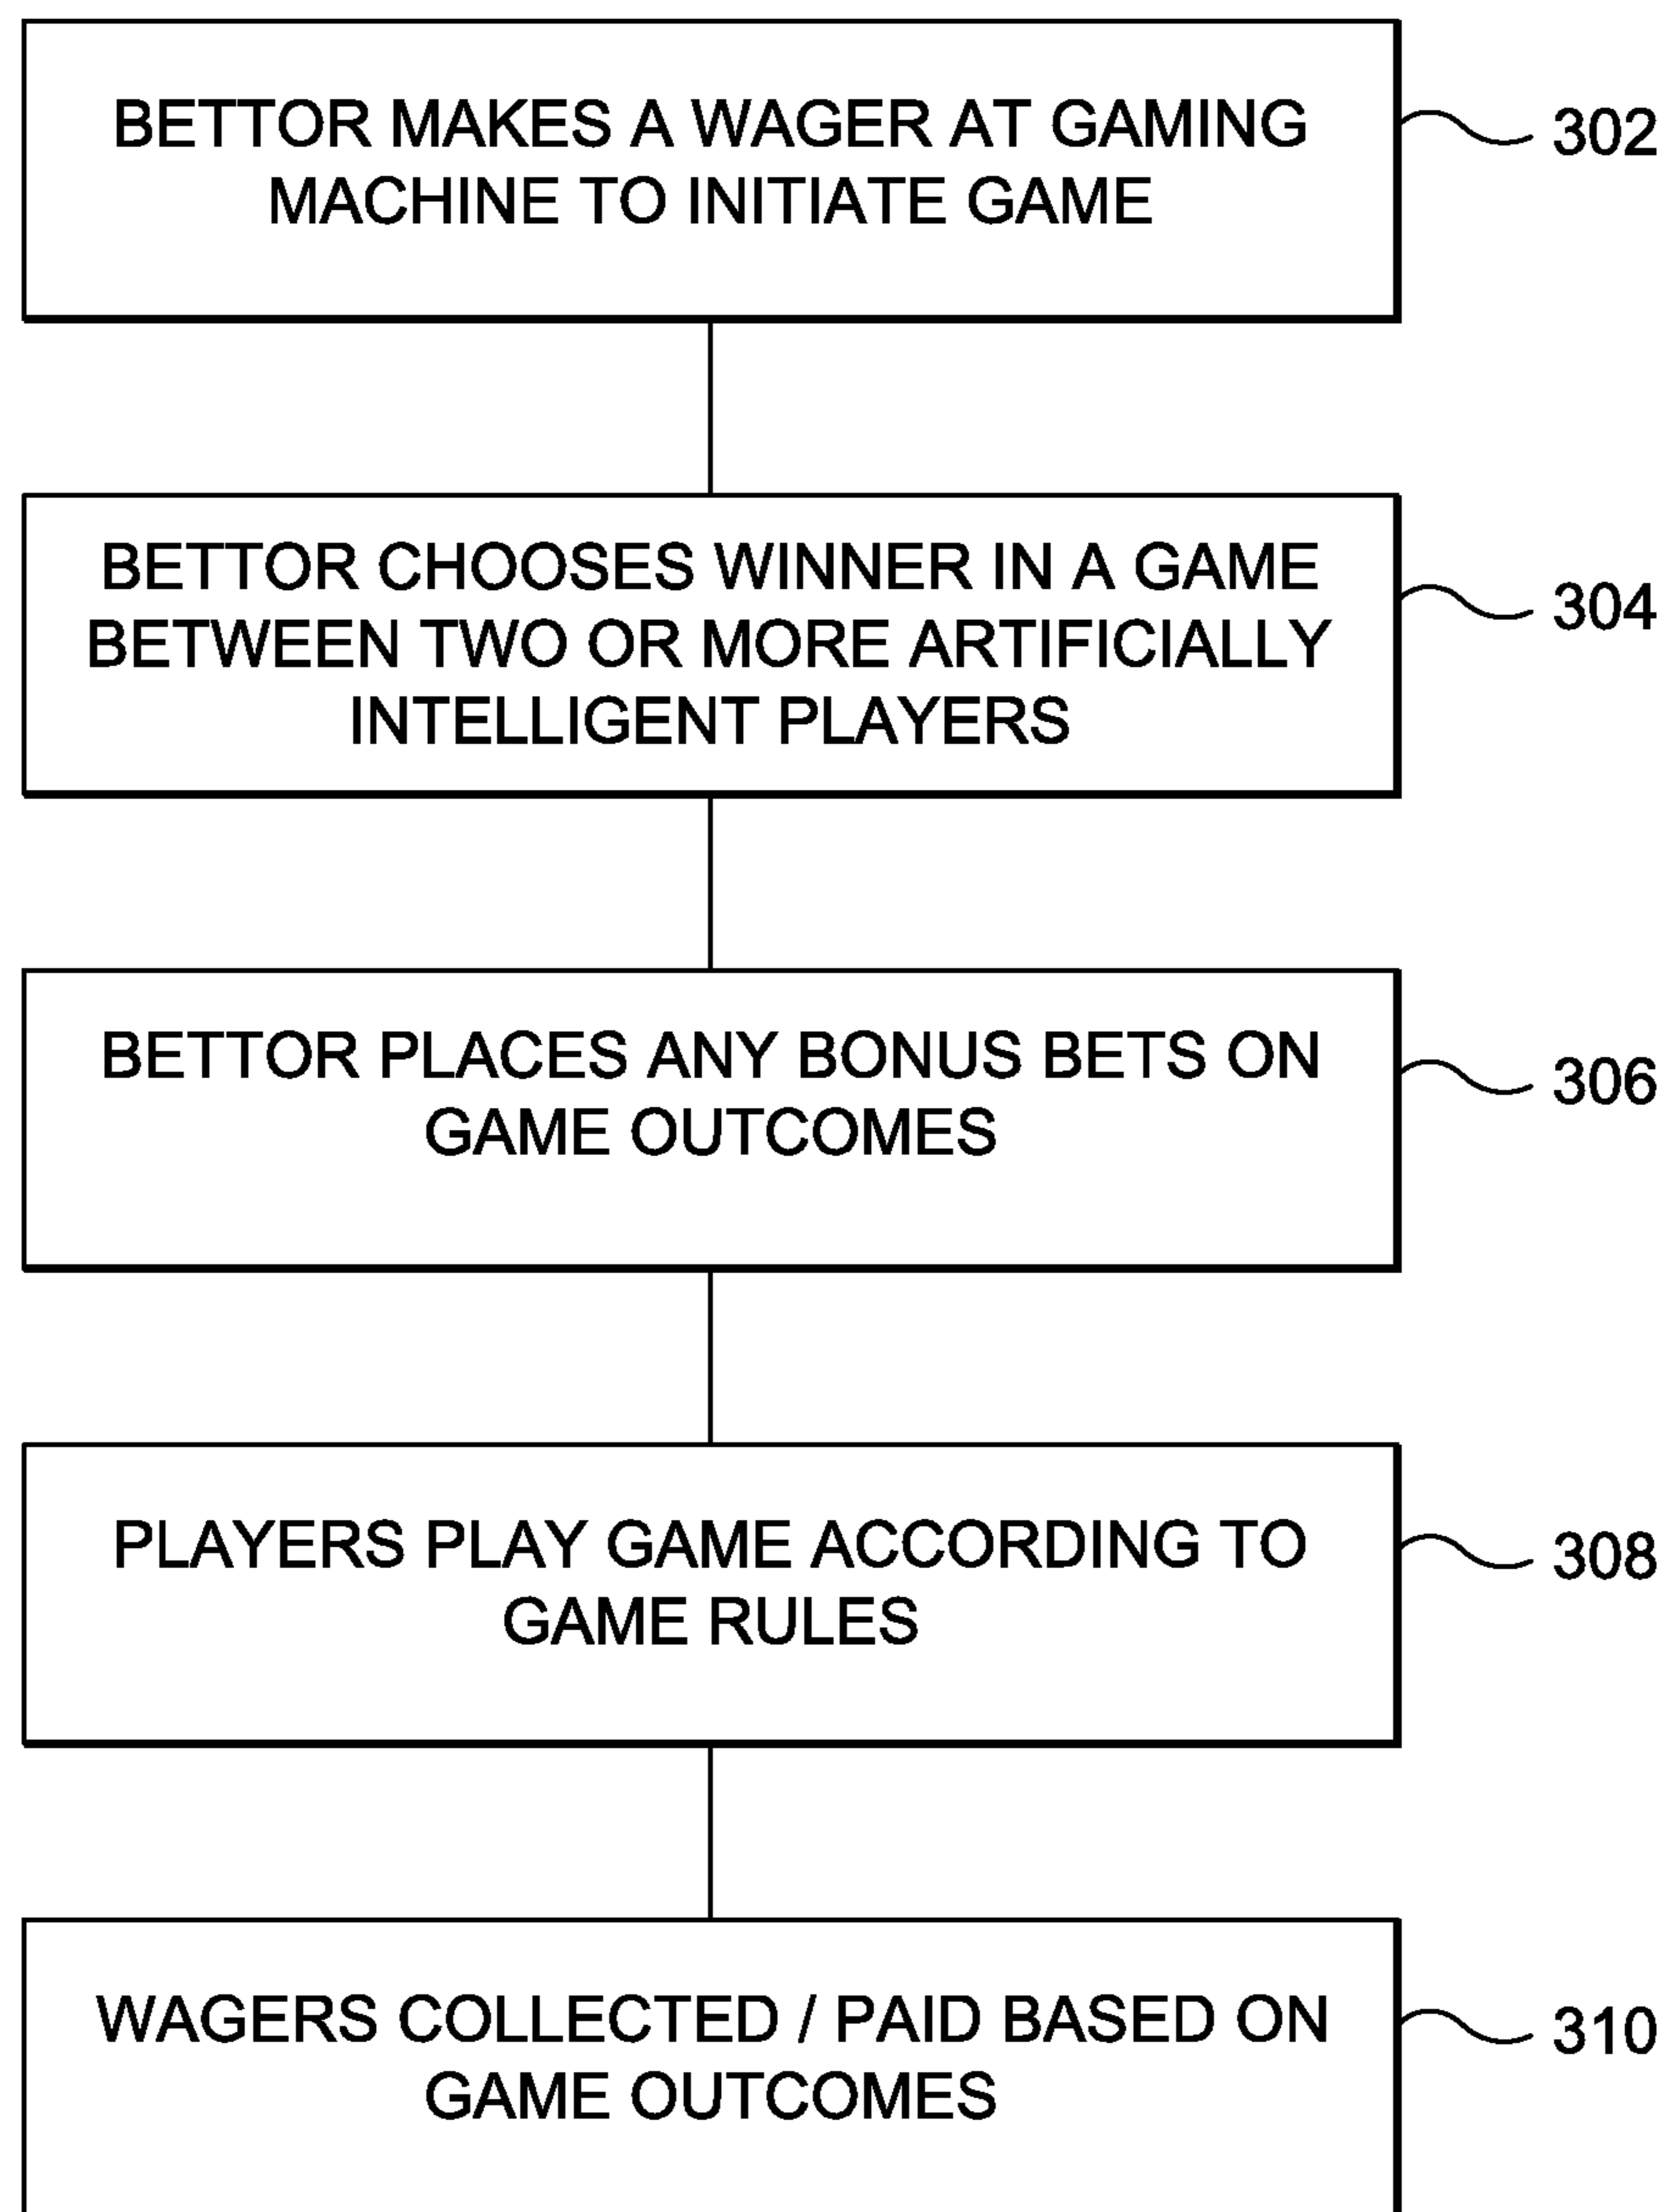 BETTOR MAKES A WAGER AT GAMING
MACHINE TO INITIATE GAME
302
BETTOR CHOOSES WINNER IN A GAME
BETWEEN TWO OR MORE ARTIFICIALLY
INTELLIGENT PLAYERS
304
BETTOR PLACES ANY BONUS BETS ON
GAME OUTCOMES
306
PLAYERS PLAY GAME ACCORDING TO
GAME RULES
308
WAGERS COLLECTED / PAID BASED ON
GAME OUTCOMES
310